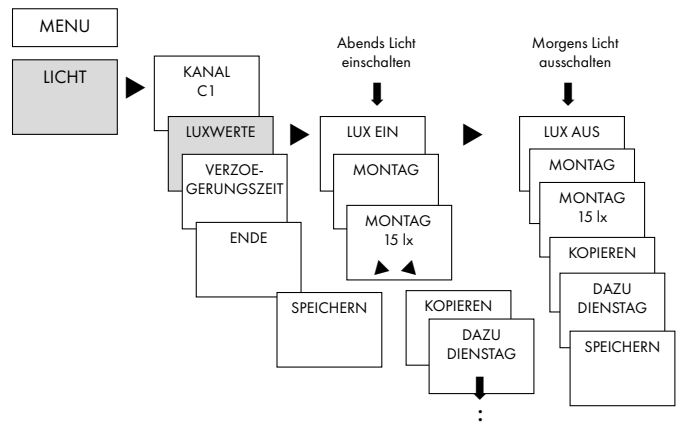 MENU
LICHT
KANAL
C1
LUXWERTE
VERZOE-
GERUNGSZEIT
ENDE
SPEICHERN
Abends Licht
einschalten
LUX EIN
MONTAG
MONTAG
15 lx
KOPIEREN
DAZU
DIENSTAG
:
Morgens Licht
ausschalten
LUX AUS
MONTAG
MONTAG
15 lx
KOPIEREN
DAZU
DIENSTAG
SPEICHERN